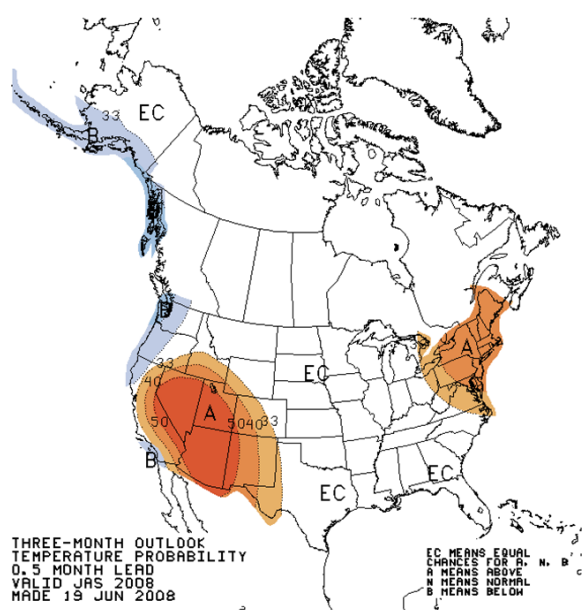 33
EC
B
33
EC
A
33
40
A
50
504033
B
EC
EC
THREE-MONTH OUTLOOK
TEMPERATURE PROBABILITY
0.5 MONTH LEAD
VALID JAS 2008
MADE 19 JUN 2008
EC MEANS EQUAL
CHANCES FOR A, N, B
A MEANS ABOVE
N MEANS NORMAL
B MEANS BELOW